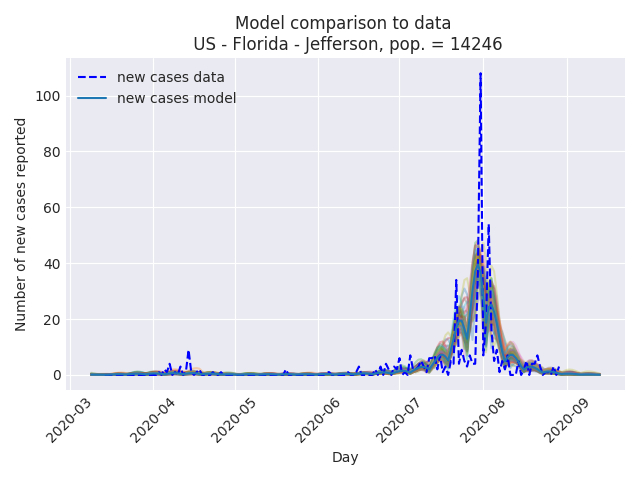 Model comparison to data
US - Florida - Jefferson, pop. = 14246
new cases data
new cases model
Number of new cases reported
100
80
60
40
20
0
2020-03
2020-04
2020-05
2020-06
2020-07
2020-08
2020-09
Day